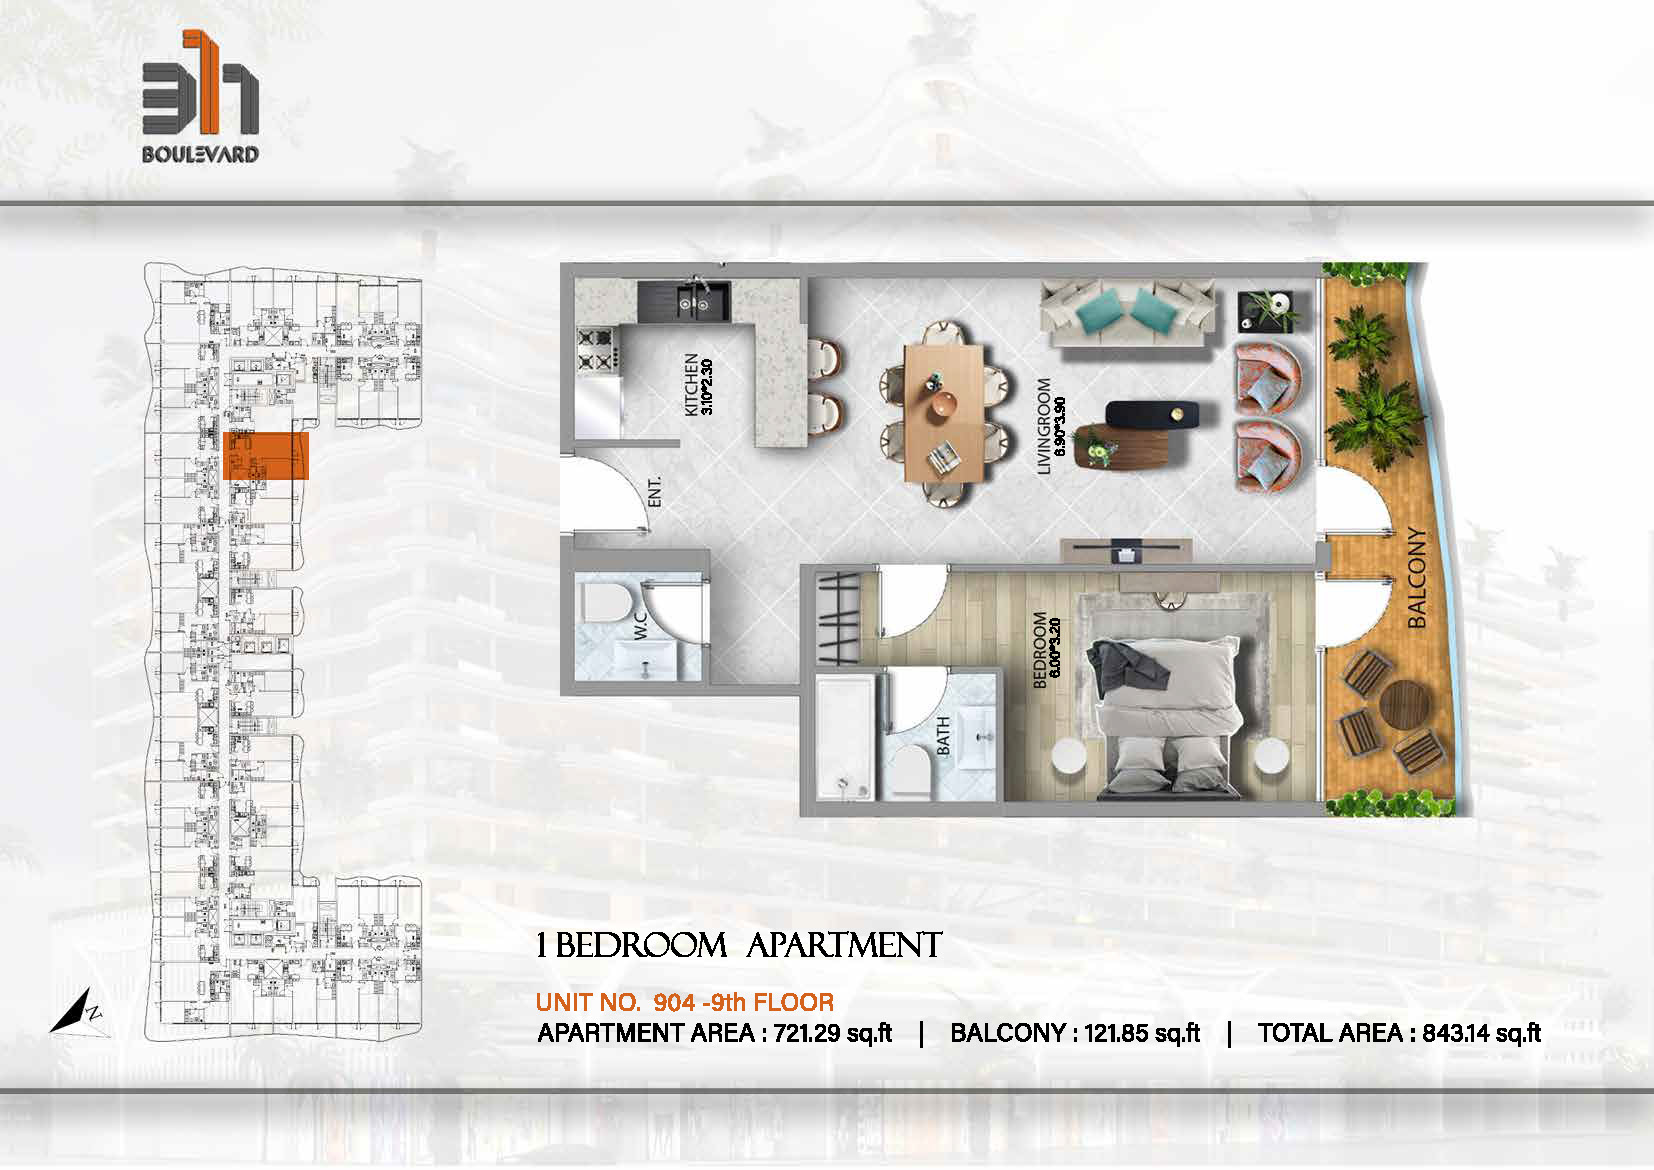 311
BOULEVARD
KITCHEN
3.10*2.30
ENT.
W.C
LIVINGROOM
6.90*3.90
BEDROOM
6.00*3.20
BATH
BALCONY
N
1 BEDROOM APARTMENT
UNIT NO. 904 -9th FLOOR
APARTMENT AREA : 721.29 sq.ft | BALCONY : 121.85 sq.ft | TOTAL AREA : 843.14 sq.ft